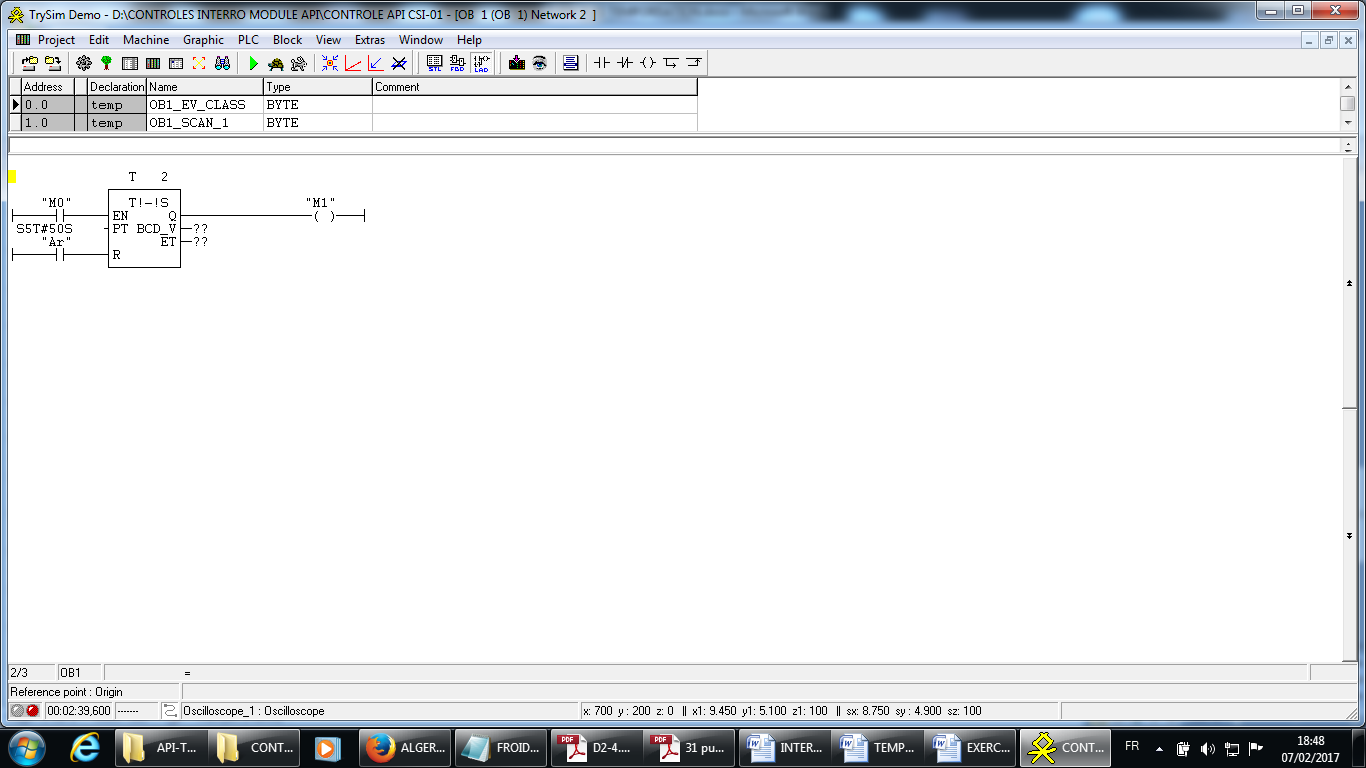 TrySim Demo - D:\CONTROLES INTERRO MODULE API\CONTROLE API CSI-01 - [OB 1 (OB 1) Network 2 ]
Project Edit Machine Graphic PLC Block View Extras Window Help
STL FBD LAD
Address Declaration Name Type Comment
0.0 temp OB1_EV_CLASS BYTE
1.0 temp OB1_SCAN_1 BYTE
T 2
"M0" T!-!S "M1"
EN Q ( )
S5T#50S PT BCD_V ??
"Ar" ET ??
R
2/3 OB1 =
Reference point : Origin
00:02:39,600 ------- Oscilloscope_1 : Oscilloscope x: 700 y : 200 z: 0 || x1: 9.450 y1: 5.100 z1: 100 || sx: 8.750 sy : 4.900 sz: 100
API-T... CONT... ALGER... FROID... D2-4.... 31 pu... INTER... TEMP... EXERC... CONT... FR 18:48
07/02/2017